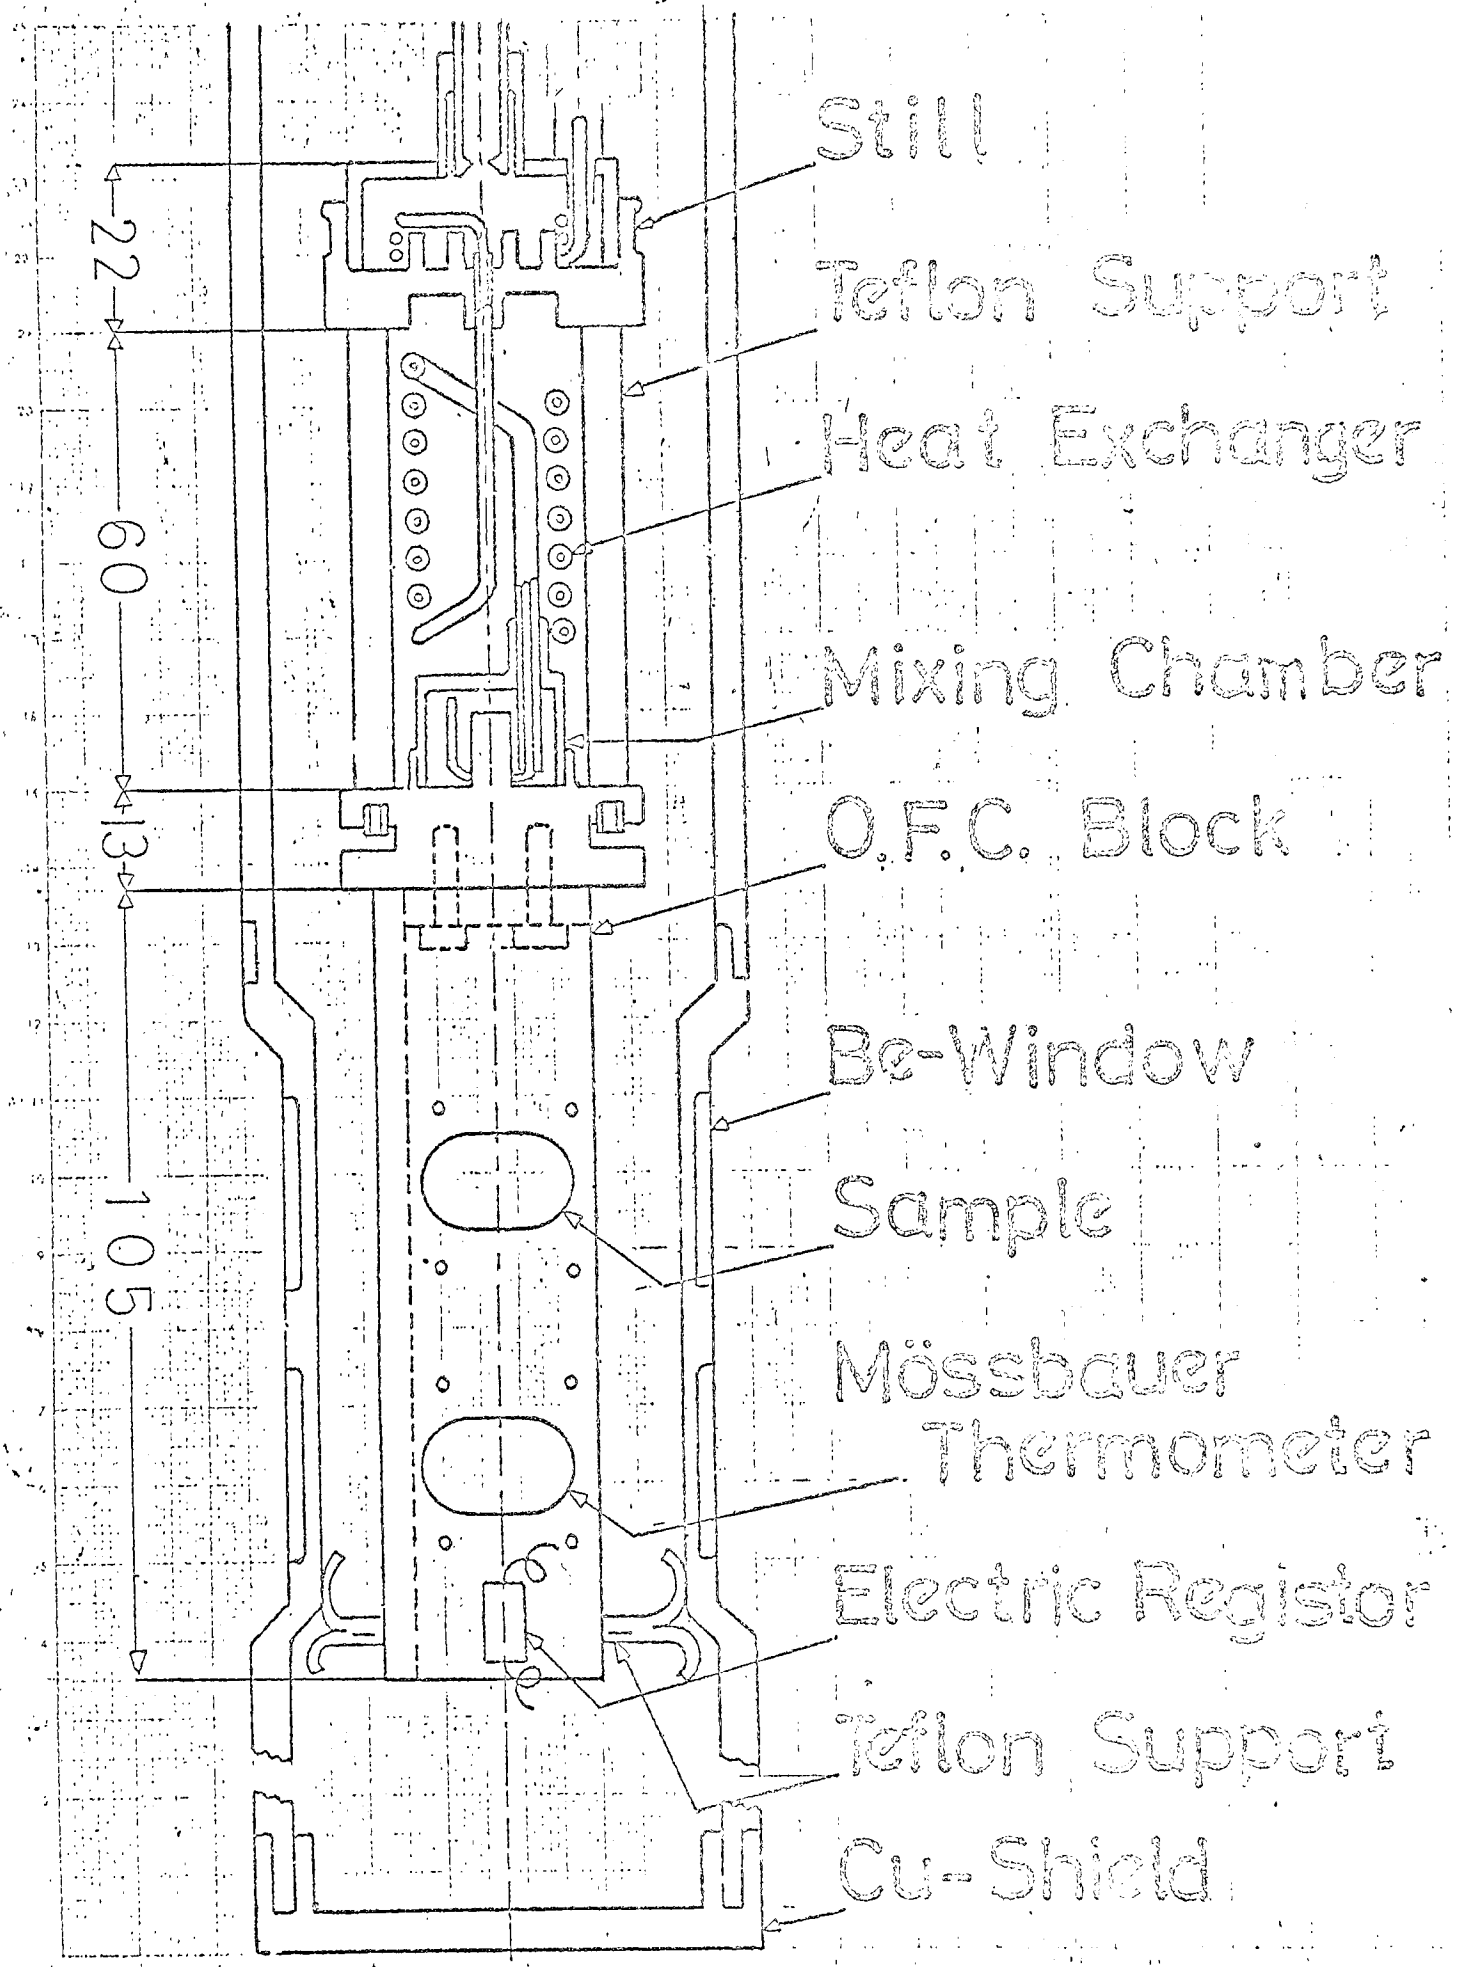 Still
Teflon Support
Heat Exchanger
Mixing Chamber
O.F.C. Block
Be-Window
Sample
Mössbauer
Thermometer
Electric Registor
Teflon Support
Cu-Shield
22
60
13
105